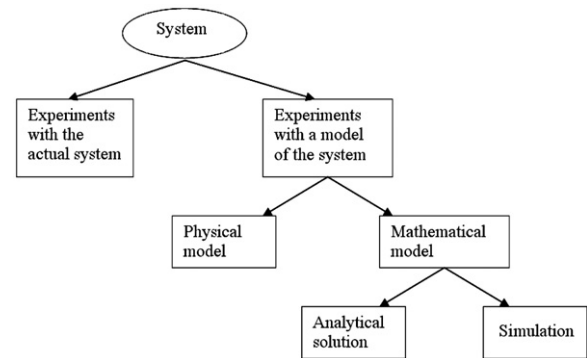 System
Experiments
with the
actual system
Experiments
with a model
of the system
Physical
model
Mathematical
model
Analytical
solution
Simulation